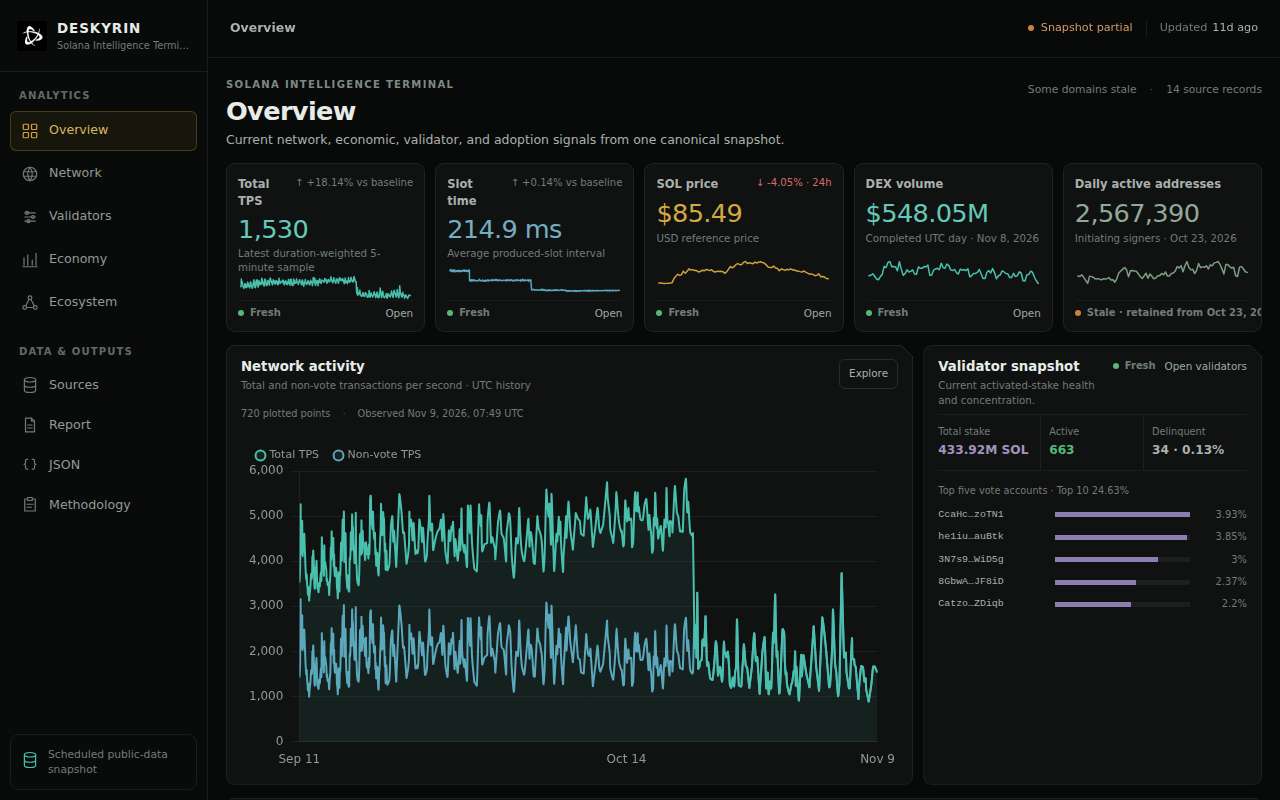 DESKYRIN
Solana Intelligence Termi…
ANALYTICS
Overview
Network
Validators
Economy
Ecosystem
DATA & OUTPUTS
Sources
Report
JSON
Methodology
Scheduled public-data
snapshot
Overview
Snapshot partial
Updated 11d ago
SOLANA INTELLIGENCE TERMINAL
Overview
Current network, economic, validator, and adoption signals from one canonical snapshot.
Some domains stale · 14 source records
Total
TPS
↑ +18.14% vs baseline
1,530
Latest duration-weighted 5-
minute sample
Fresh
Open
Slot
time
↑ +0.14% vs baseline
214.9 ms
Average produced-slot interval
Fresh
Open
SOL price
↓ -4.05% · 24h
$85.49
USD reference price
Fresh
Open
DEX volume
$548.05M
Completed UTC day · Nov 8, 2026
Fresh
Open
Daily active addresses
2,567,390
Initiating signers · Oct 23, 2026
Stale · retained from Oct 23, 20
Network activity
Total and non-vote transactions per second · UTC history
Explore
720 plotted points · Observed Nov 9, 2026, 07:49 UTC
Total TPS
Non-vote TPS
6,000
5,000
4,000
3,000
2,000
1,000
0
Sep 11
Oct 14
Nov 9
Validator snapshot
Fresh
Open validators
Current activated-stake health
and concentration.
Total stake
433.92M SOL
Active
663
Delinquent
34 · 0.13%
Top five vote accounts · Top 10 24.63%
CcaHc…zoTN1 3.93%
he1iu…auBtk 3.85%
3N7s9…WiD5g 3%
8GbwA…JF8iD 2.37%
Catzo…ZDiqb 2.2%